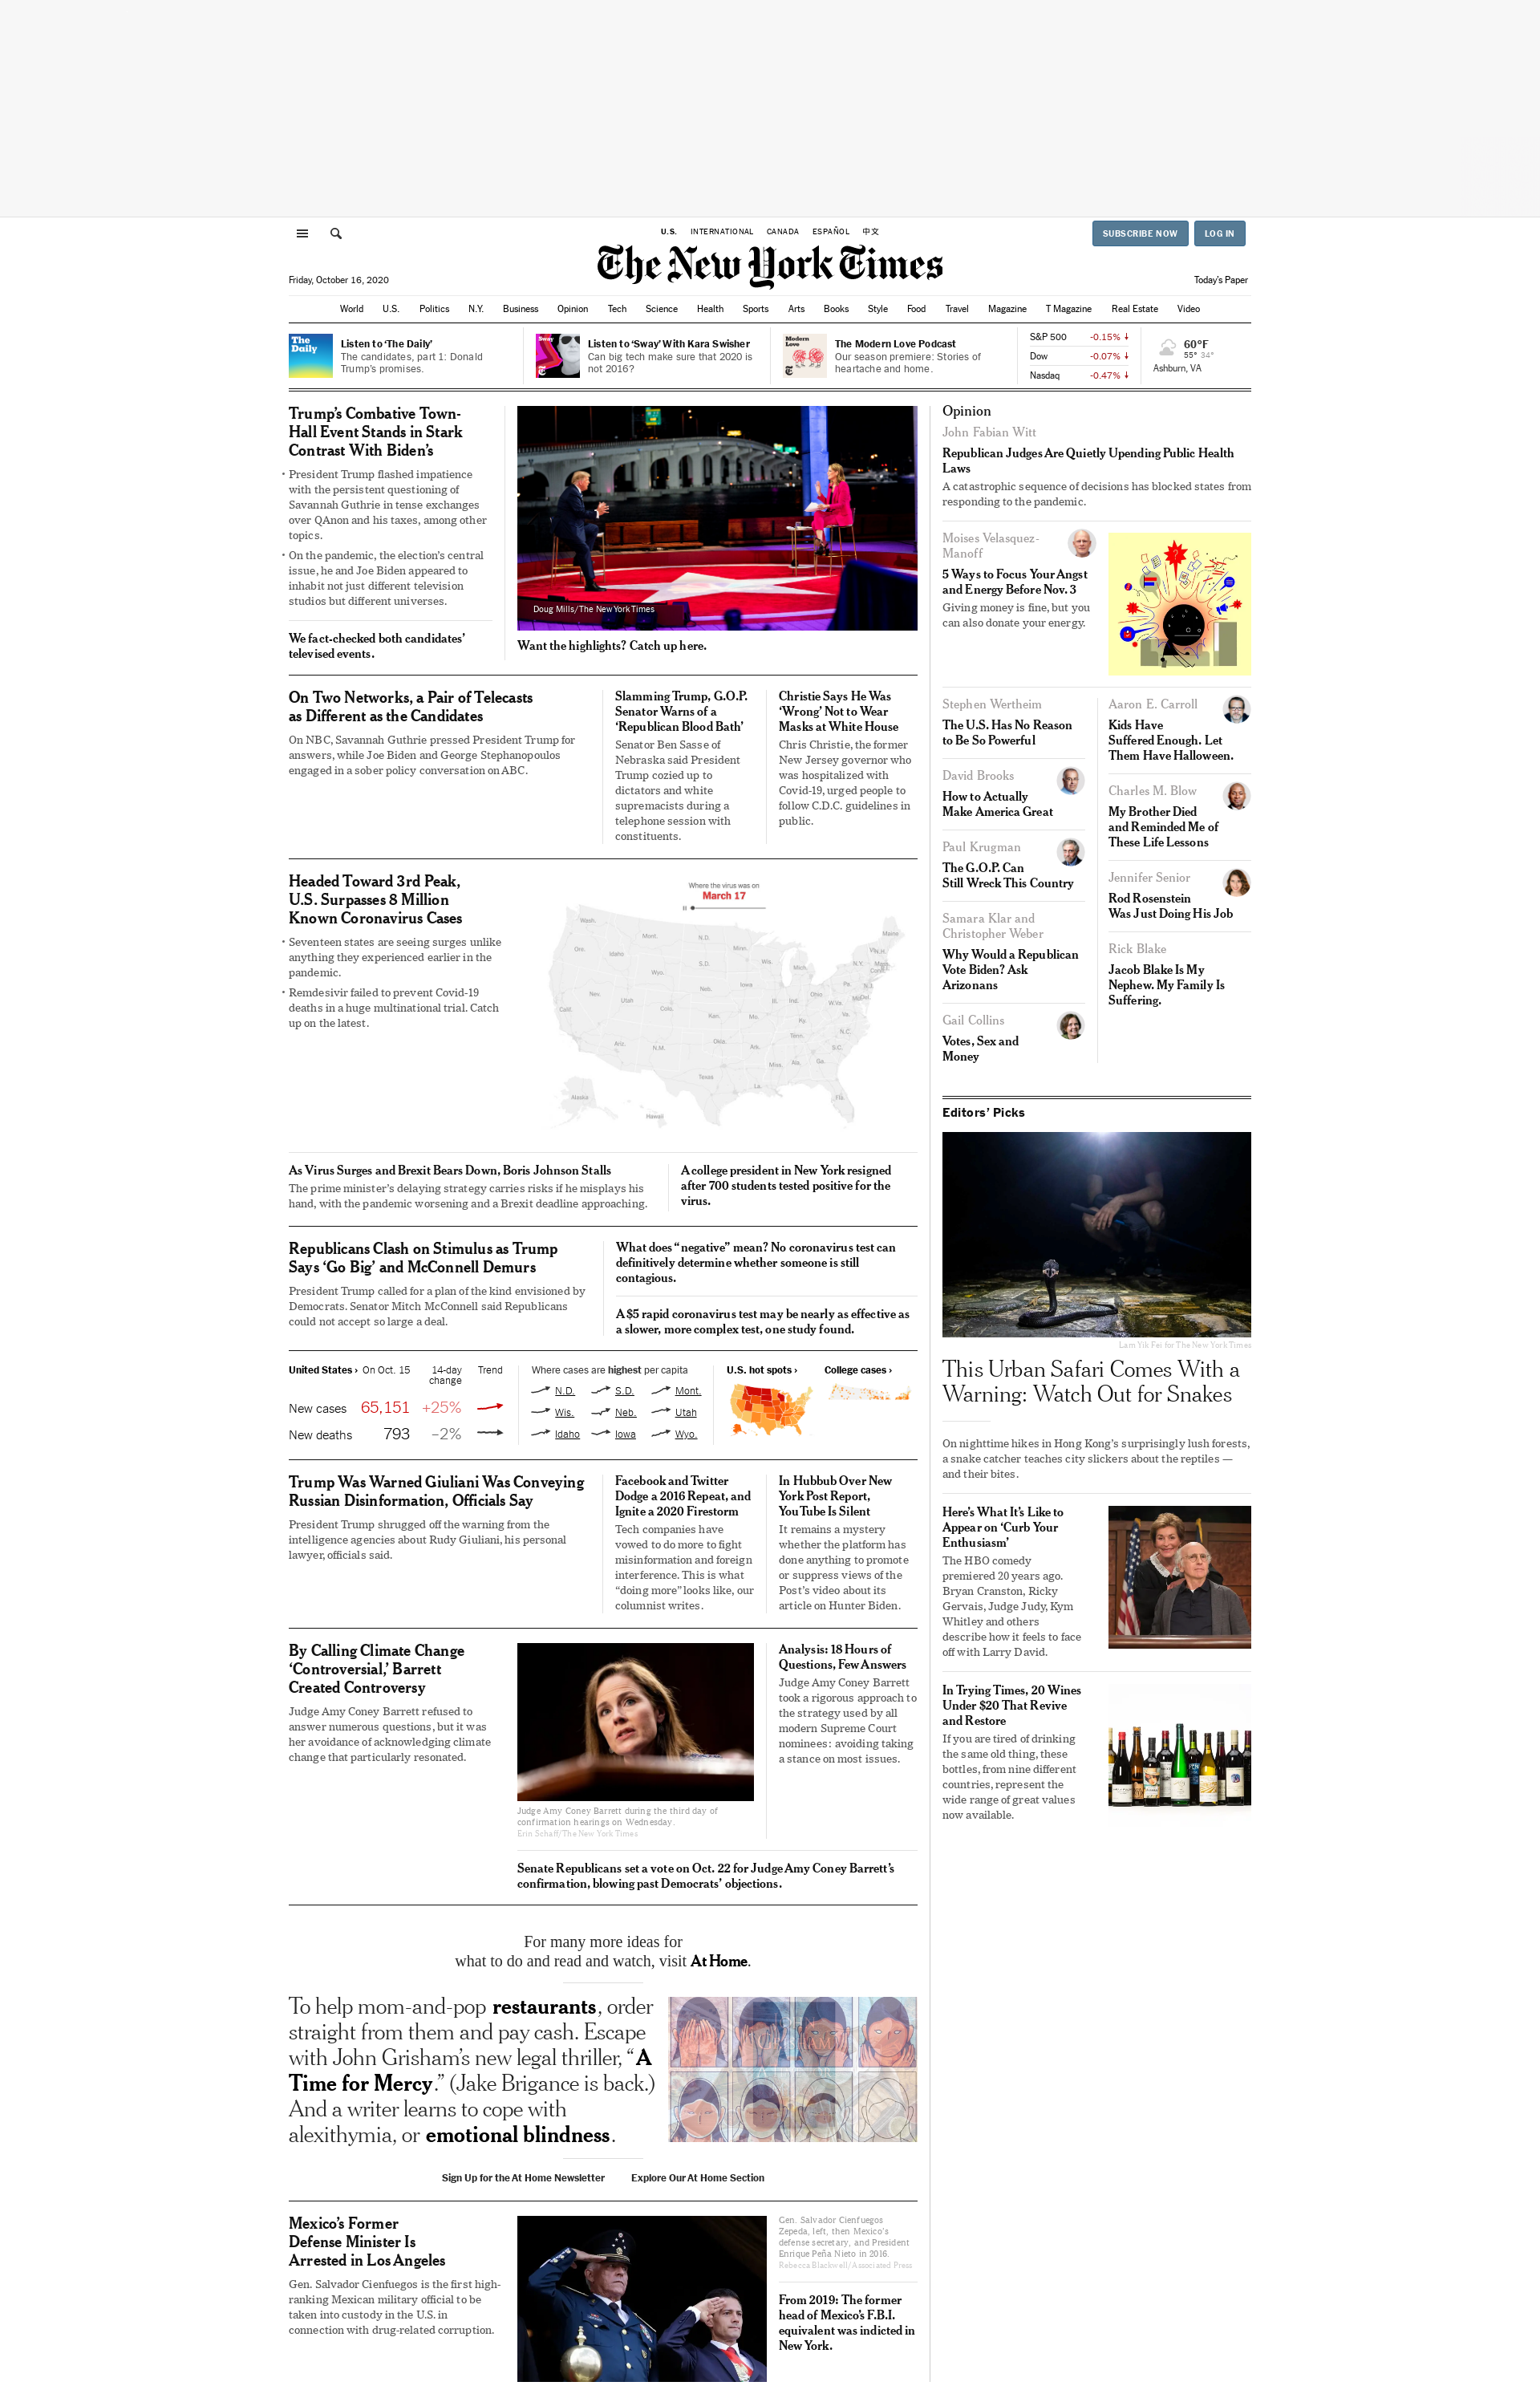 U.S.
INTERNATIONAL
CANADA
ESPAÑOL
中文
SUBSCRIBE NOW
LOG IN
The New York Times
Friday, October 16, 2020
Today's Paper
World
U.S.
Politics
N.Y.
Business
Opinion
Tech
Science
Health
Sports
Arts
Books
Style
Food
Travel
Magazine
T Magazine
Real Estate
Video
The
Daily
Listen to ‘The Daily’
The candidates, part 1: Donald
Trump’s promises.
Sway
Listen to ‘Sway’ With Kara Swisher
Can big tech make sure that 2020 is
not 2016?
Modern
Love
The Modern Love Podcast
Our season premiere: Stories of
heartache and home.
S&P 500 -0.15% ↓
Dow -0.07% ↓
Nasdaq -0.47% ↓
60°F
55° 34°
Ashburn, VA
Trump’s Combative Town-
Hall Event Stands in Stark
Contrast With Biden’s
• President Trump flashed impatience
with the persistent questioning of
Savannah Guthrie in tense exchanges
over QAnon and his taxes, among other
topics.
• On the pandemic, the election’s central
issue, he and Joe Biden appeared to
inhabit not just different television
studios but different universes.
We fact-checked both candidates’
televised events.
Doug Mills/The New York Times
Want the highlights? Catch up here.
On Two Networks, a Pair of Telecasts
as Different as the Candidates
On NBC, Savannah Guthrie pressed President Trump for
answers, while Joe Biden and George Stephanopoulos
engaged in a sober policy conversation on ABC.
Slamming Trump, G.O.P.
Senator Warns of a
‘Republican Blood Bath’
Senator Ben Sasse of
Nebraska said President
Trump cozied up to
dictators and white
supremacists during a
telephone session with
constituents.
Christie Says He Was
‘Wrong’ Not to Wear
Masks at White House
Chris Christie, the former
New Jersey governor who
was hospitalized with
Covid-19, urged people to
follow C.D.C. guidelines in
public.
Headed Toward 3rd Peak,
U.S. Surpasses 8 Million
Known Coronavirus Cases
• Seventeen states are seeing surges unlike
anything they experienced earlier in the
pandemic.
• Remdesivir failed to prevent Covid-19
deaths in a huge multinational trial. Catch
up on the latest.
Where the virus was on
March 17
Wash.
Mont.
N.D.
Minn.
Maine
Ore.
Idaho
Wyo.
S.D.
Wis.
Mich.
N.Y.
Nev.
Utah
Colo.
Neb.
Iowa
Ill.
Ind.
Ohio
Pa.
Calif.
Kan.
Mo.
Ky.
W.Va.
Va.
Ariz.
N.M.
Okla.
Ark.
Tenn.
N.C.
S.C.
Texas
La.
Miss.
Ala.
Ga.
Fla.
Alaska
Hawaii
As Virus Surges and Brexit Bears Down, Boris Johnson Stalls
The prime minister’s delaying strategy carries risks if he misplays his
hand, with the pandemic worsening and a Brexit deadline approaching.
A college president in New York resigned
after 700 students tested positive for the
virus.
Republicans Clash on Stimulus as Trump
Says ‘Go Big’ and McConnell Demurs
President Trump called for a plan of the kind envisioned by
Democrats. Senator Mitch McConnell said Republicans
could not accept so large a deal.
What does “negative” mean? No coronavirus test can
definitively determine whether someone is still
contagious.
A $5 rapid coronavirus test may be nearly as effective as
a slower, more complex test, one study found.
United States › On Oct. 15 14-day change Trend
New cases 65,151 +25%
New deaths 793 –2%
Where cases are highest per capita
N.D. S.D. Mont.
Wis. Neb. Utah
Idaho Iowa Wyo.
U.S. hot spots ›
College cases ›
Trump Was Warned Giuliani Was Conveying
Russian Disinformation, Officials Say
President Trump shrugged off the warning from the
intelligence agencies about Rudy Giuliani, his personal
lawyer, officials said.
Facebook and Twitter
Dodge a 2016 Repeat, and
Ignite a 2020 Firestorm
Tech companies have
vowed to do more to fight
misinformation and foreign
interference. This is what
“doing more” looks like, our
columnist writes.
In Hubbub Over New
York Post Report,
YouTube Is Silent
It remains a mystery
whether the platform has
done anything to promote
or suppress views of the
Post’s video about its
article on Hunter Biden.
By Calling Climate Change
‘Controversial,’ Barrett
Created Controversy
Judge Amy Coney Barrett refused to
answer numerous questions, but it was
her avoidance of acknowledging climate
change that particularly resonated.
Judge Amy Coney Barrett during the third day of
confirmation hearings on Wednesday.
Erin Schaff/The New York Times
Analysis: 18 Hours of
Questions, Few Answers
Judge Amy Coney Barrett
took a rigorous approach to
the strategy used by all
modern Supreme Court
nominees: avoiding taking
a stance on most issues.
Senate Republicans set a vote on Oct. 22 for Judge Amy Coney Barrett’s
confirmation, blowing past Democrats’ objections.
For many more ideas for
what to do and read and watch, visit At Home.
To help mom-and-pop restaurants, order
straight from them and pay cash. Escape
with John Grisham’s new legal thriller, “A
Time for Mercy.” (Jake Brigance is back.)
And a writer learns to cope with
alexithymia, or emotional blindness.
Sign Up for the At Home Newsletter
Explore Our At Home Section
Mexico’s Former
Defense Minister Is
Arrested in Los Angeles
Gen. Salvador Cienfuegos is the first high-
ranking Mexican military official to be
taken into custody in the U.S. in
connection with drug-related corruption.
Gen. Salvador Cienfuegos
Zepeda, left, then Mexico’s
defense secretary, and President
Enrique Peña Nieto in 2016.
Rebecca Blackwell/Associated Press
From 2019: The former
head of Mexico’s F.B.I.
equivalent was indicted in
New York.
Opinion
John Fabian Witt
Republican Judges Are Quietly Upending Public Health
Laws
A catastrophic sequence of decisions has blocked states from
responding to the pandemic.
Moises Velasquez-
Manoff
5 Ways to Focus Your Angst
and Energy Before Nov. 3
Giving money is fine, but you
can also donate your energy.
Stephen Wertheim
The U.S. Has No Reason
to Be So Powerful
David Brooks
How to Actually
Make America Great
Paul Krugman
The G.O.P. Can
Still Wreck This Country
Samara Klar and
Christopher Weber
Why Would a Republican
Vote Biden? Ask
Arizonans
Gail Collins
Votes, Sex and
Money
Aaron E. Carroll
Kids Have
Suffered Enough. Let
Them Have Halloween.
Charles M. Blow
My Brother Died
and Reminded Me of
These Life Lessons
Jennifer Senior
Rod Rosenstein
Was Just Doing His Job
Rick Blake
Jacob Blake Is My
Nephew. My Family Is
Suffering.
Editors’ Picks
Lam Yik Fei for The New York Times
This Urban Safari Comes With a
Warning: Watch Out for Snakes
On nighttime hikes in Hong Kong’s surprisingly lush forests,
a snake catcher teaches city slickers about the reptiles —
and their bites.
Here’s What It’s Like to
Appear on ‘Curb Your
Enthusiasm’
The HBO comedy
premiered 20 years ago.
Bryan Cranston, Ricky
Gervais, Judge Judy, Kym
Whitley and others
describe how it feels to face
off with Larry David.
In Trying Times, 20 Wines
Under $20 That Revive
and Restore
If you are tired of drinking
the same old thing, these
bottles, from nine different
countries, represent the
wide range of great values
now available.